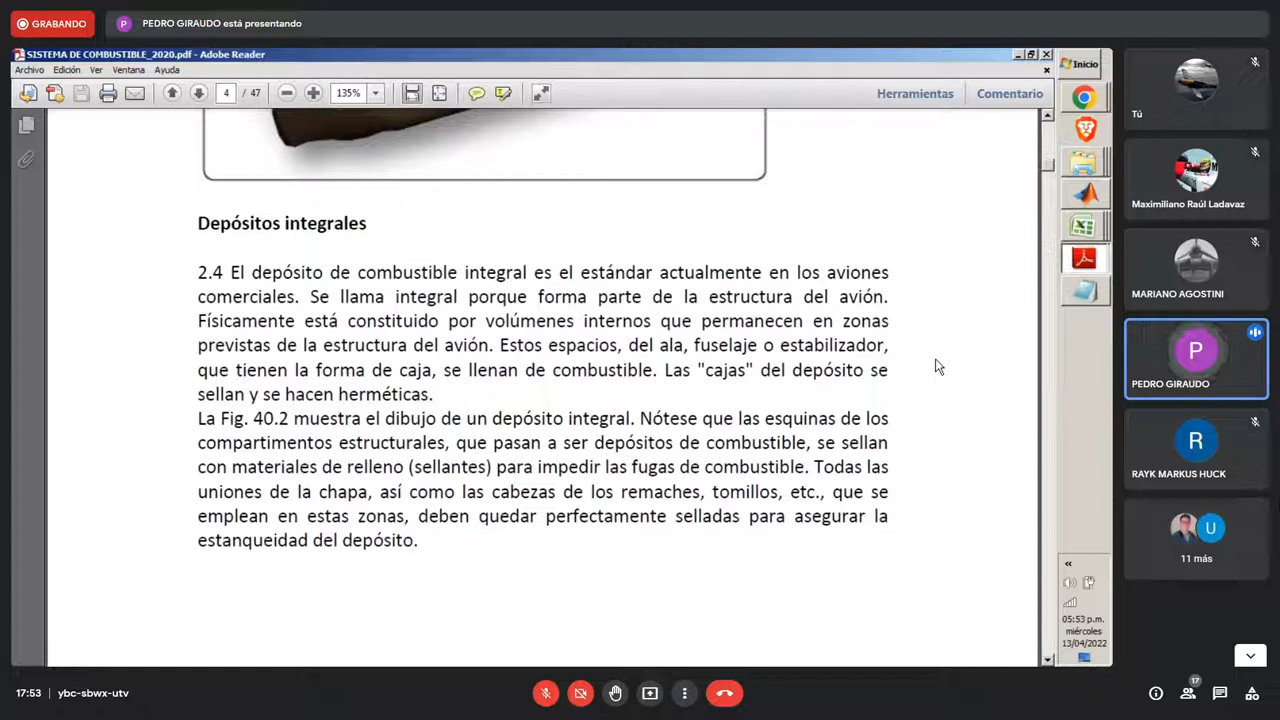 GRABANDO
P
PEDRO GIRAUDO está presentando
SISTEMA DE COMBUSTIBLE_2020.pdf - Adobe Reader
Archivo Edición Ver Ventana Ayuda
4 / 47
135%
Herramientas
Comentario
Inicio
Depósitos integrales
2.4 El depósito de combustible integral es el estándar actualmente en los aviones
comerciales. Se llama integral porque forma parte de la estructura del avión.
Físicamente está constituido por volúmenes internos que permanecen en zonas
previstas de la estructura del avión. Estos espacios, del ala, fuselaje o estabilizador,
que tienen la forma de caja, se llenan de combustible. Las "cajas" del depósito se
sellan y se hacen herméticas.
La Fig. 40.2 muestra el dibujo de un depósito integral. Nótese que las esquinas de los
compartimentos estructurales, que pasan a ser depósitos de combustible, se sellan
con materiales de relleno (sellantes) para impedir las fugas de combustible. Todas las
uniones de la chapa, así como las cabezas de los remaches, tomillos, etc., que se
emplean en estas zonas, deben quedar perfectamente selladas para asegurar la
estanqueidad del depósito.
«
05:53 p.m.
miércoles
13/04/2022
Tú
Maximiliano Raúl Ladavaz
MARIANO AGOSTINI
P
PEDRO GIRAUDO
R
RAYK MARKUS HUCK
U
11 más
17:53
ybc-sbwx-utv
17